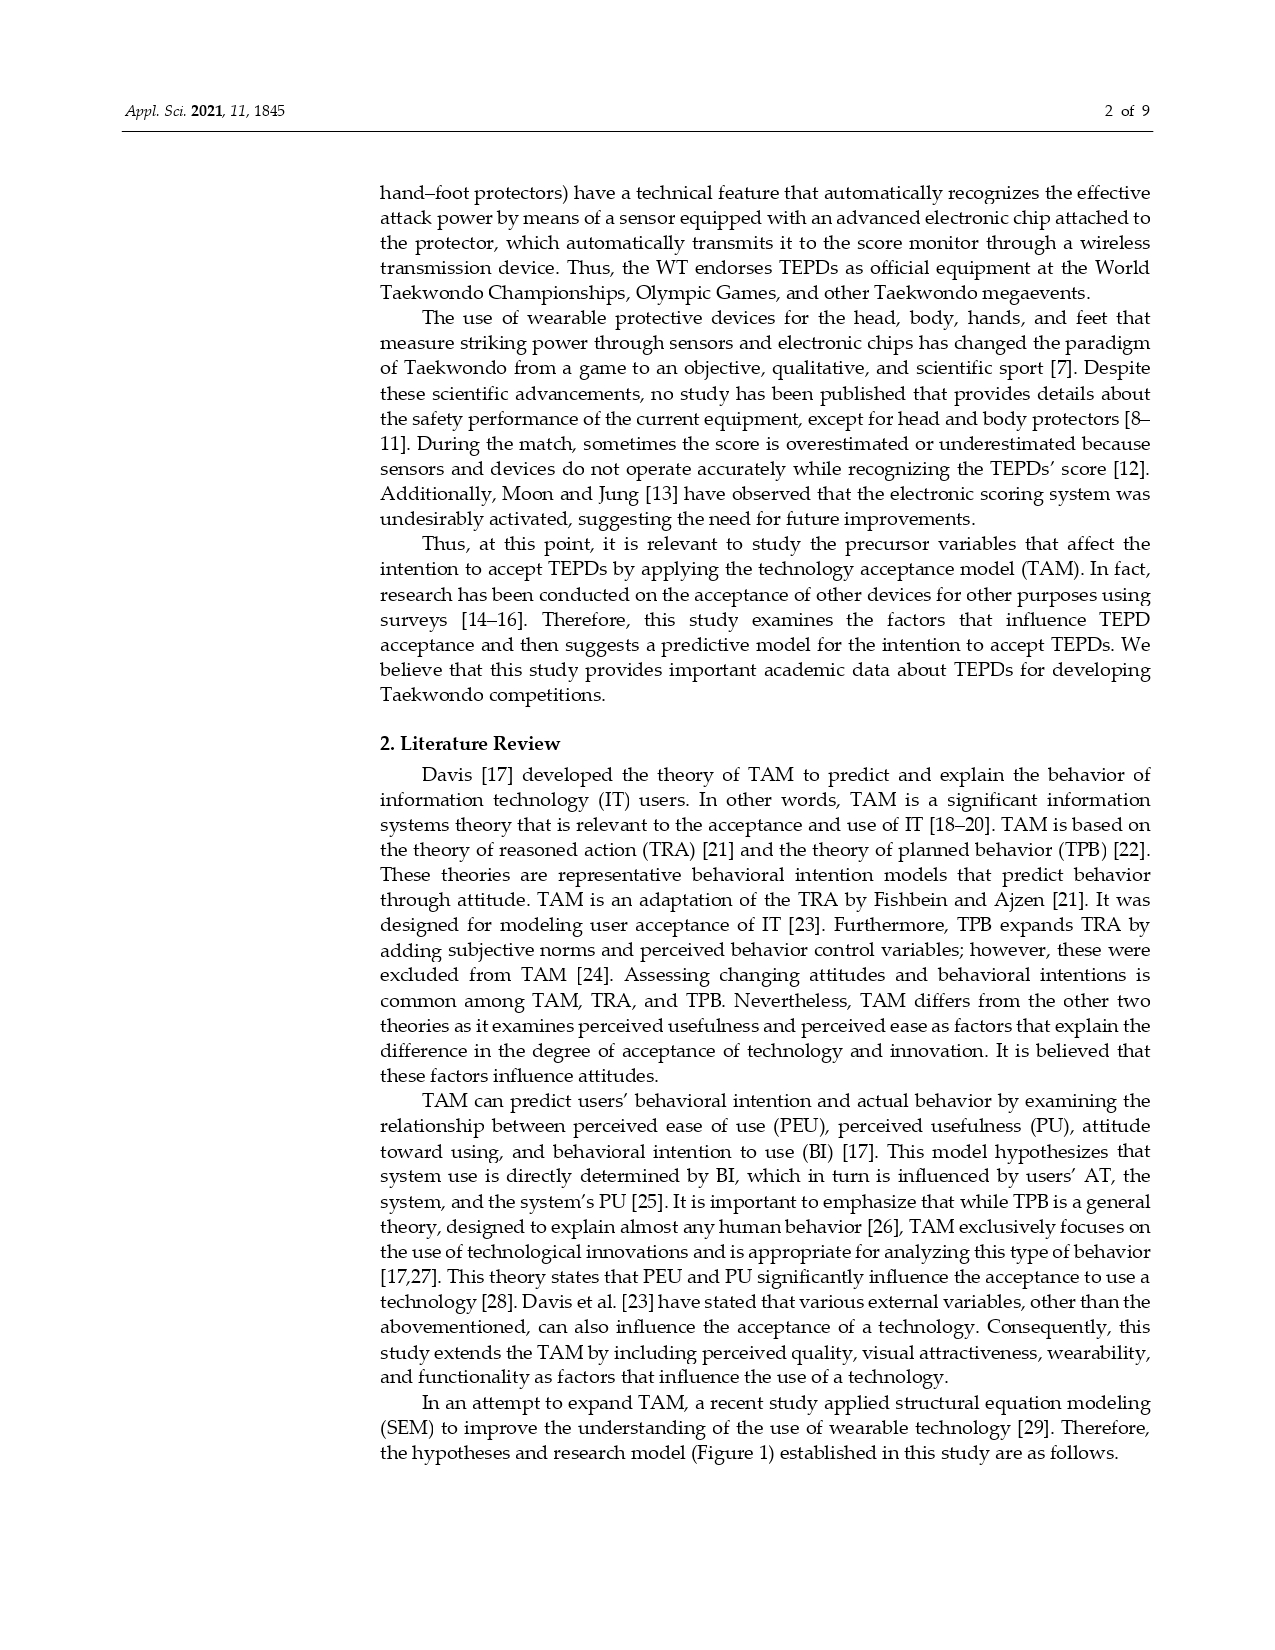 Appl. Sci. 2021, 11, 1845
2 of 9
hand–foot protectors) have a technical feature that automatically recognizes the effective
attack power by means of a sensor equipped with an advanced electronic chip attached to
the protector, which automatically transmits it to the score monitor through a wireless
transmission device. Thus, the WT endorses TEPDs as official equipment at the World
Taekwondo Championships, Olympic Games, and other Taekwondo megaevents.
The use of wearable protective devices for the head, body, hands, and feet that
measure striking power through sensors and electronic chips has changed the paradigm
of Taekwondo from a game to an objective, qualitative, and scientific sport [7]. Despite
these scientific advancements, no study has been published that provides details about
the safety performance of the current equipment, except for head and body protectors [8–
11]. During the match, sometimes the score is overestimated or underestimated because
sensors and devices do not operate accurately while recognizing the TEPDs’ score [12].
Additionally, Moon and Jung [13] have observed that the electronic scoring system was
undesirably activated, suggesting the need for future improvements.
Thus, at this point, it is relevant to study the precursor variables that affect the
intention to accept TEPDs by applying the technology acceptance model (TAM). In fact,
research has been conducted on the acceptance of other devices for other purposes using
surveys [14–16]. Therefore, this study examines the factors that influence TEPD
acceptance and then suggests a predictive model for the intention to accept TEPDs. We
believe that this study provides important academic data about TEPDs for developing
Taekwondo competitions.
2. Literature Review
Davis [17] developed the theory of TAM to predict and explain the behavior of
information technology (IT) users. In other words, TAM is a significant information
systems theory that is relevant to the acceptance and use of IT [18–20]. TAM is based on
the theory of reasoned action (TRA) [21] and the theory of planned behavior (TPB) [22].
These theories are representative behavioral intention models that predict behavior
through attitude. TAM is an adaptation of the TRA by Fishbein and Ajzen [21]. It was
designed for modeling user acceptance of IT [23]. Furthermore, TPB expands TRA by
adding subjective norms and perceived behavior control variables; however, these were
excluded from TAM [24]. Assessing changing attitudes and behavioral intentions is
common among TAM, TRA, and TPB. Nevertheless, TAM differs from the other two
theories as it examines perceived usefulness and perceived ease as factors that explain the
difference in the degree of acceptance of technology and innovation. It is believed that
these factors influence attitudes.
TAM can predict users’ behavioral intention and actual behavior by examining the
relationship between perceived ease of use (PEU), perceived usefulness (PU), attitude
toward using, and behavioral intention to use (BI) [17]. This model hypothesizes that
system use is directly determined by BI, which in turn is influenced by users’ AT, the
system, and the system’s PU [25]. It is important to emphasize that while TPB is a general
theory, designed to explain almost any human behavior [26], TAM exclusively focuses on
the use of technological innovations and is appropriate for analyzing this type of behavior
[17,27]. This theory states that PEU and PU significantly influence the acceptance to use a
technology [28]. Davis et al. [23] have stated that various external variables, other than the
abovementioned, can also influence the acceptance of a technology. Consequently, this
study extends the TAM by including perceived quality, visual attractiveness, wearability,
and functionality as factors that influence the use of a technology.
In an attempt to expand TAM, a recent study applied structural equation modeling
(SEM) to improve the understanding of the use of wearable technology [29]. Therefore,
the hypotheses and research model (Figure 1) established in this study are as follows.